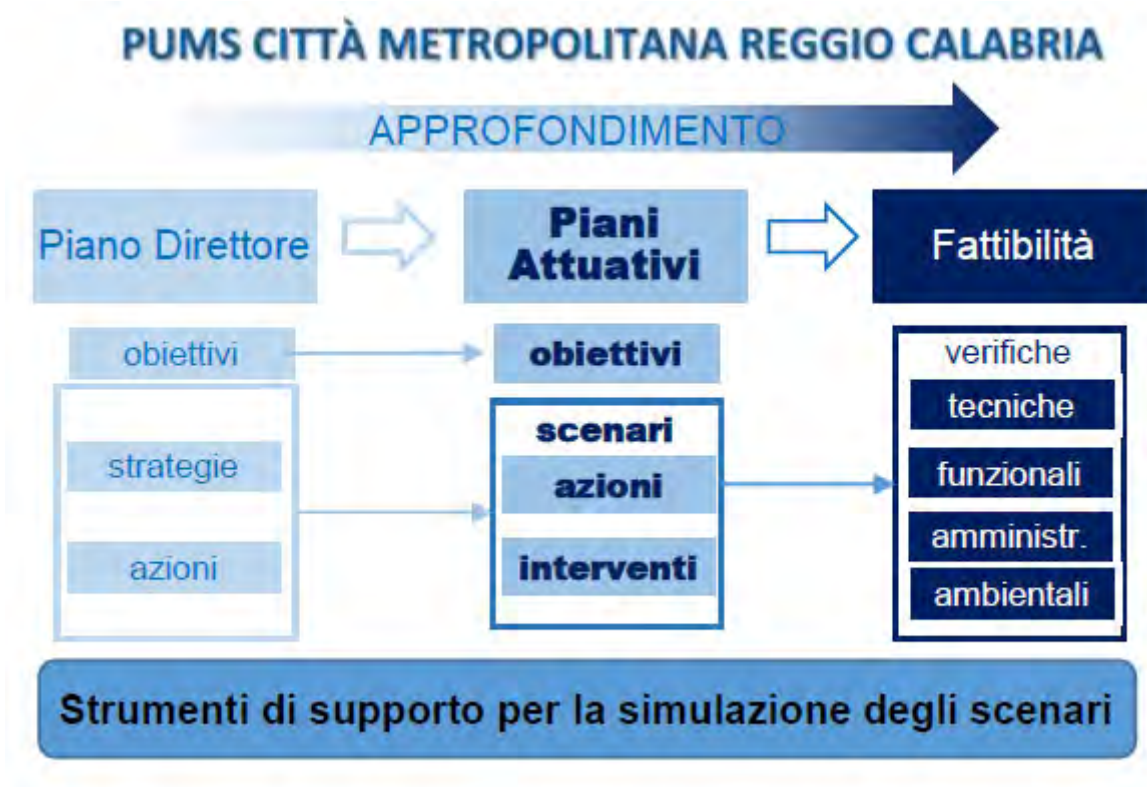 PUMS CITTÀ METROPOLITANA REGGIO CALABRIA
APPROFONDIMENTO
Piano Direttore
Piani
Attuativi
Fattibilità
obiettivi
strategie
azioni
obiettivi
scenari
azioni
interventi
verifiche
tecniche
funzionali
amministr.
ambientali
Strumenti di supporto per la simulazione degli scenari